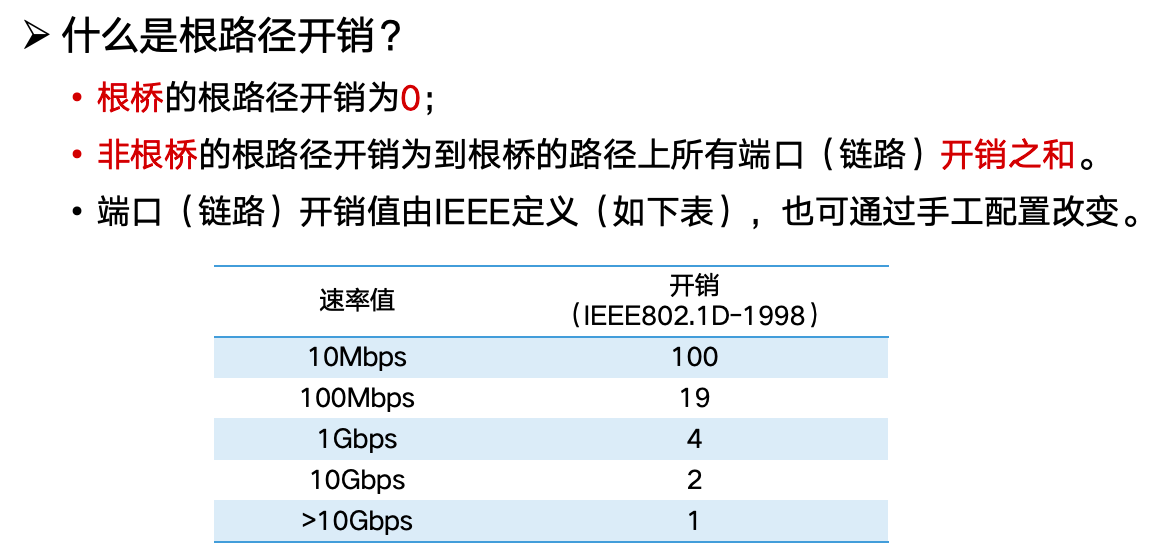 ➢ 什么是根路径开销？
• 根桥的根路径开销为0；
• 非根桥的根路径开销为到根桥的路径上所有端口（链路）开销之和。
• 端口（链路）开销值由IEEE定义（如下表），也可通过手工配置改变。
速率值 开销
（IEEE802.1D-1998）
10Mbps 100
100Mbps 19
1Gbps 4
10Gbps 2
>10Gbps 1